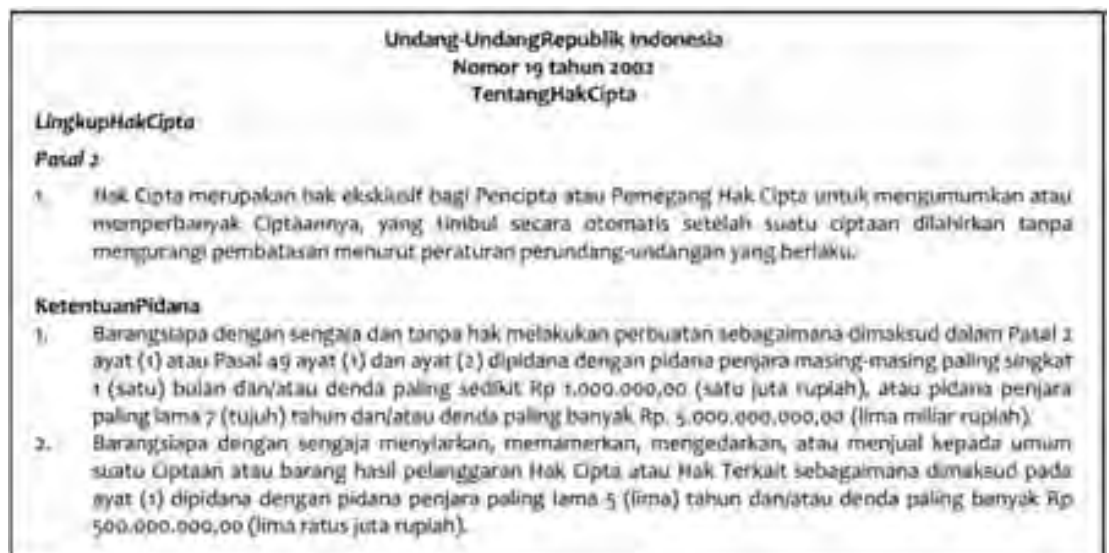 Undang-UndangRepublik Indonesia
Nomor 19 tahun 2002
TentangHakCipta
LingkupHakCipta
Pasal 2
1. Hak Cipta merupakan hak eksklusif bagi Pencipta atau Pemegang Hak Cipta untuk mengumumkan atau
memperbanyak Ciptaannya, yang timbul secara otomatis setelah suatu ciptaan dilahirkan tanpa
mengurangi pembatasan menurut peraturan perundang-undangan yang berlaku.
KetentuanPidana
1. Barangsiapa dengan sengaja dan tanpa hak melakukan perbuatan sebagaimana dimaksud dalam Pasal 2
ayat (1) atau Pasal 49 ayat (1) dan ayat (2) dipidana dengan pidana penjara masing-masing paling singkat
1 (satu) bulan dan/atau denda paling sedikit Rp 1.000.000,00 (satu juta rupiah), atau pidana penjara
paling lama 7 (tujuh) tahun dan/atau denda paling banyak Rp. 5.000.000.000,00 (lima miliar rupiah).
2. Barangsiapa dengan sengaja menyiarkan, memamerkan, mengedarkan, atau menjual kepada umum
suatu Ciptaan atau barang hasil pelanggaran Hak Cipta atau Hak Terkait sebagaimana dimaksud pada
ayat (1) dipidana dengan pidana penjara paling lama 5 (lima) tahun dan/atau denda paling banyak Rp
500.000.000,00 (lima ratus juta rupiah).